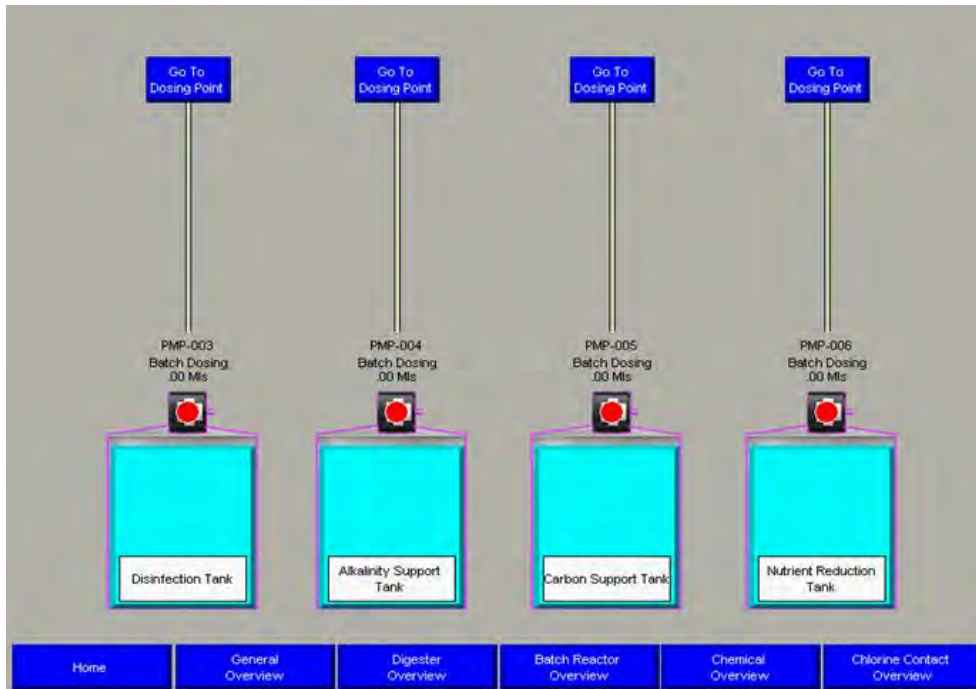 Go To
Dosing Point
Go To
Dosing Point
Go To
Dosing Point
Go To
Dosing Point
PMP-003
Batch Dosing
.00 Mls
PMP-004
Batch Dosing
.00 Mls
PMP-005
Batch Dosing
.00 Mls
PMP-006
Batch Dosing
.00 Mls
Disinfection Tank
Alkalinity Support
Tank
Carbon Support Tank
Nutrient Reduction
Tank
Home
General
Overview
Digester
Overview
Batch Reactor
Overview
Chemical
Overview
Chlorine Contact
Overview